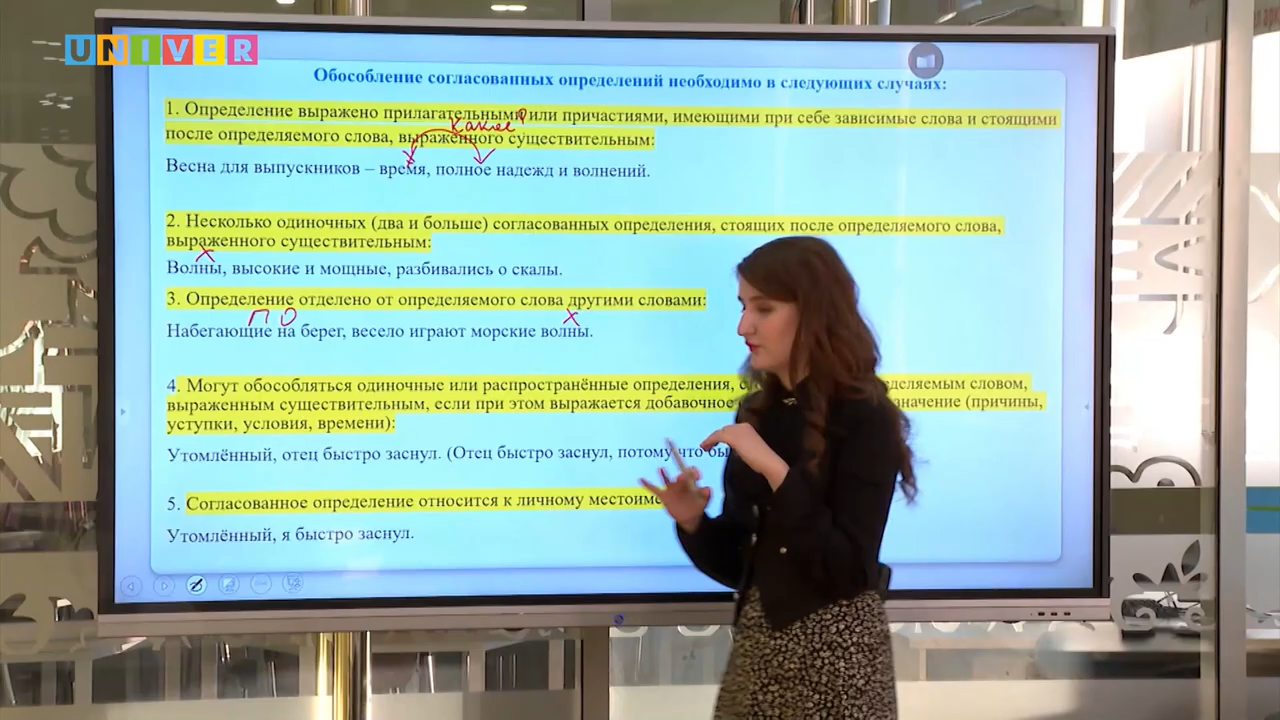 UNIVER
Обособление согласованных определений необходимо в следующих случаях:
1. Определение выражено прилагательными или причастиями, имеющими при себе зависимые слова и стоящими
какое?
после определяемого слова, выраженного существительным:
Весна для выпускников – время, полное надежд и волнений.
2. Несколько одиночных (два и больше) согласованных определения, стоящих после определяемого слова,
выраженного существительным:
х
Волны, высокие и мощные, разбивались о скалы.
3. Определение отделено от определяемого слова другими словами:
П О х
Набегающие на берег, весело играют морские волны.
4. Могут обособляться одиночные или распространённые определения, словом,
выраженным существительным, если при этом выражается добавочное значение (причины,
уступки, условия, времени):
Утомлённый, отец быстро заснул. (Отец быстро заснул, потому что
5. Согласованное определение относится к личному
Утомлённый, я быстро заснул.